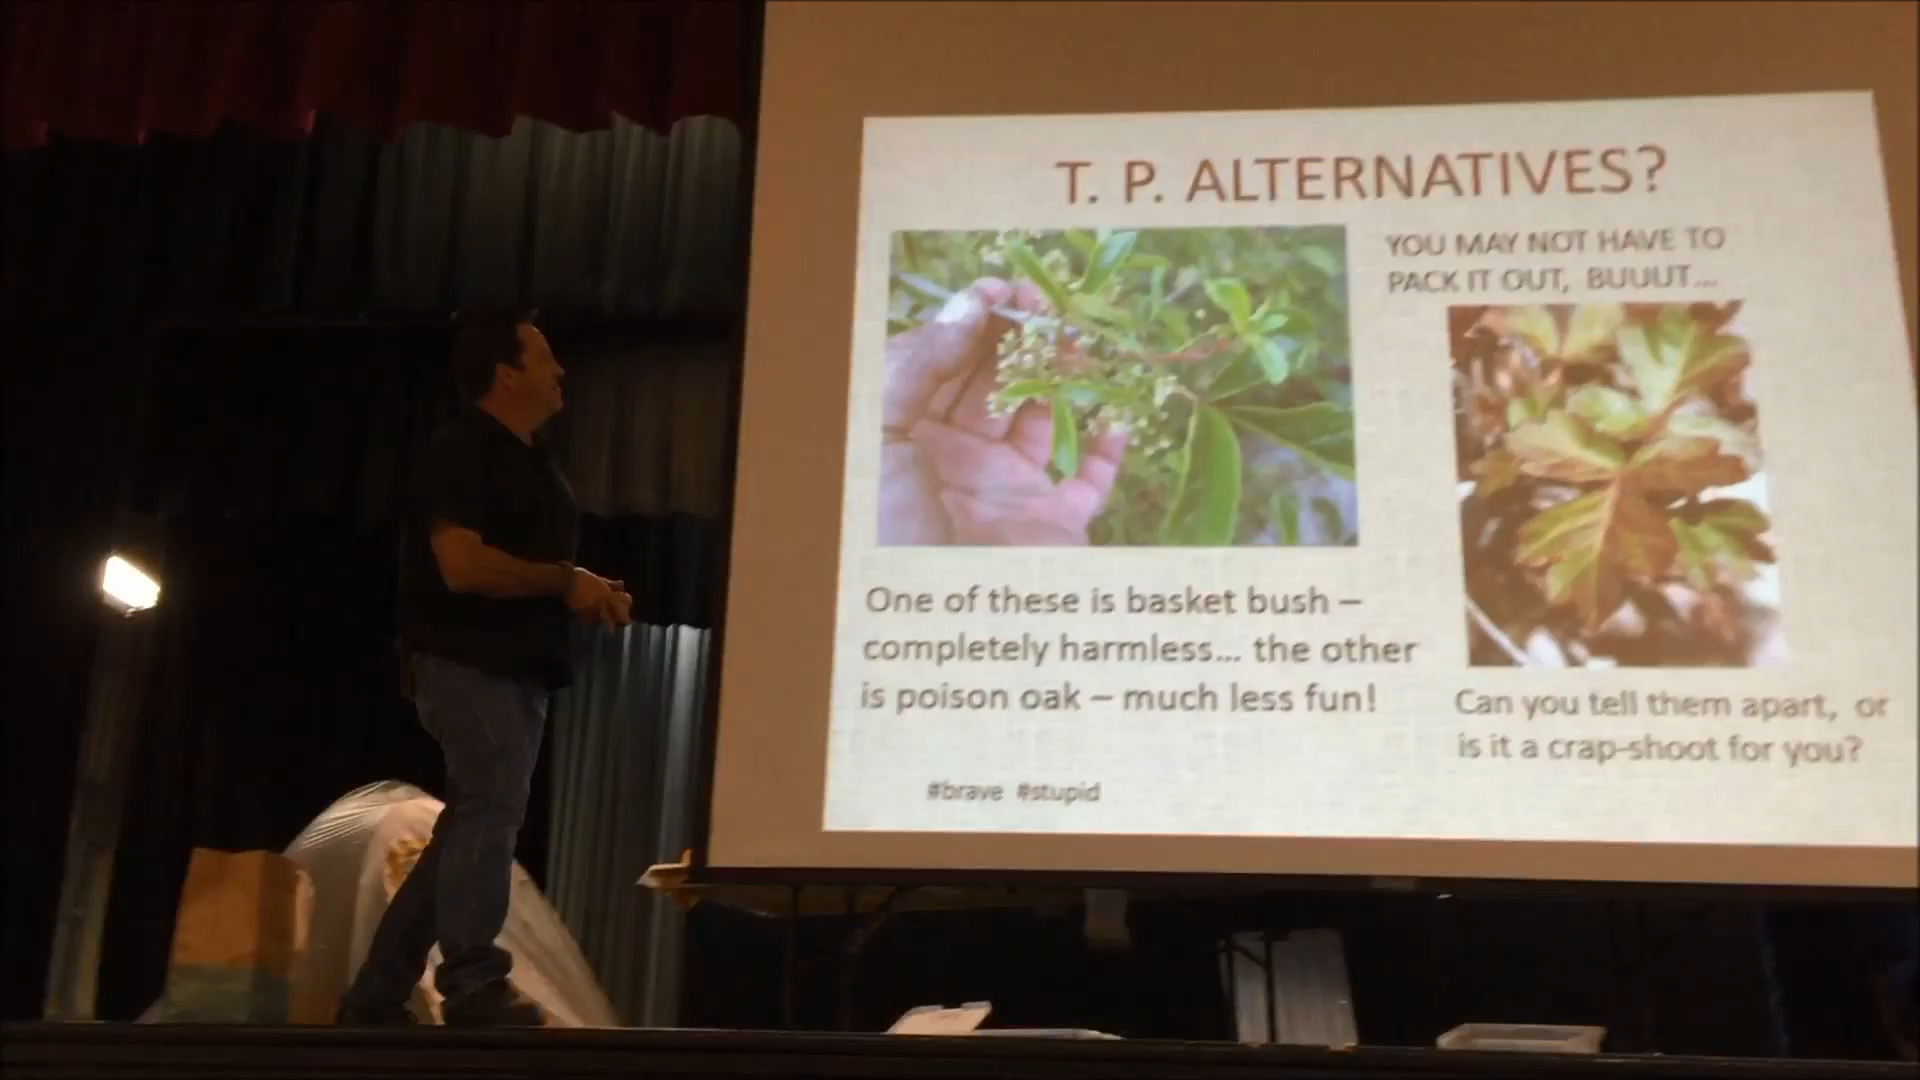 T. P. ALTERNATIVES?
YOU MAY NOT HAVE TO
PACK IT OUT, BUUUT...
One of these is basket bush –
completely harmless... the other
is poison oak – much less fun!
Can you tell them apart, or
is it a crap-shoot for you?
#brave #stupid